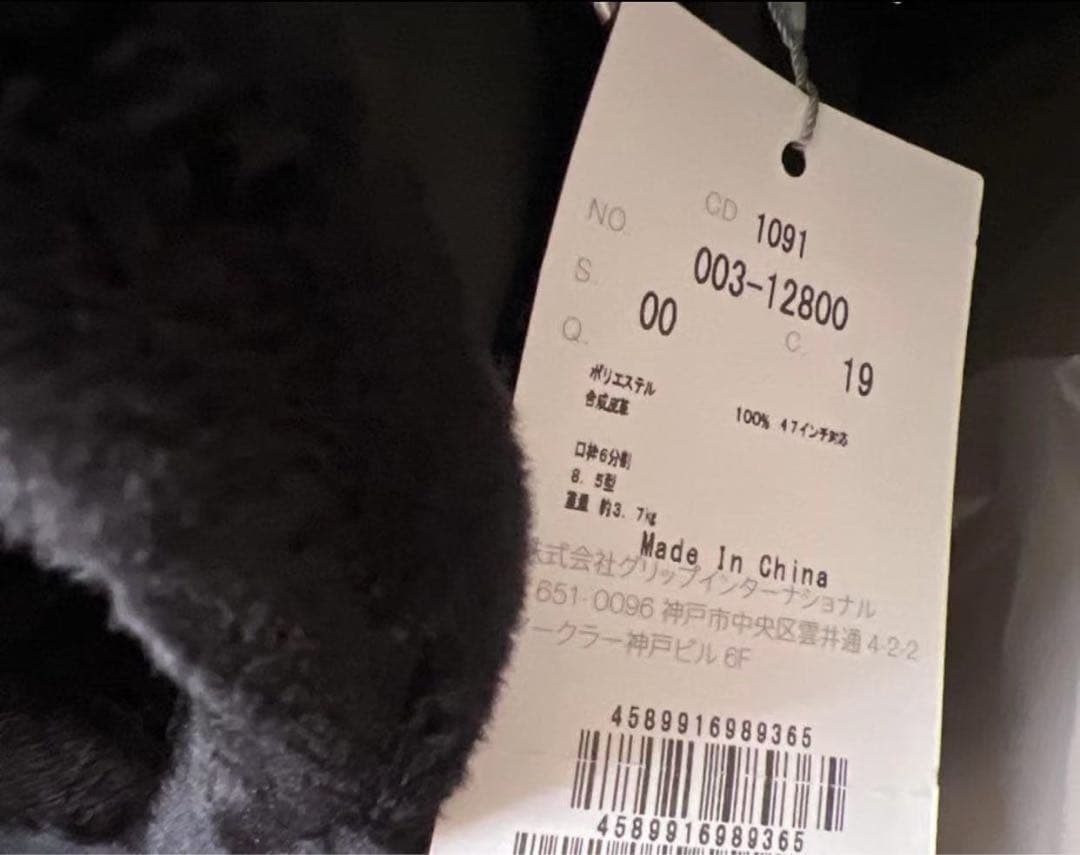 CD 1091
NO 003-12800
S. 00 C. 19
Q.
ポリエステル 100% 47インチ対応
合成皮革
口枠6分割
8.5型
重量 約3.7kg
Made In China
式会社グリップインターナショナル
651-0096 神戸市中央区雲井通4-2-2
ークラー神戸ビル 6F
4589916989365
4589916989365